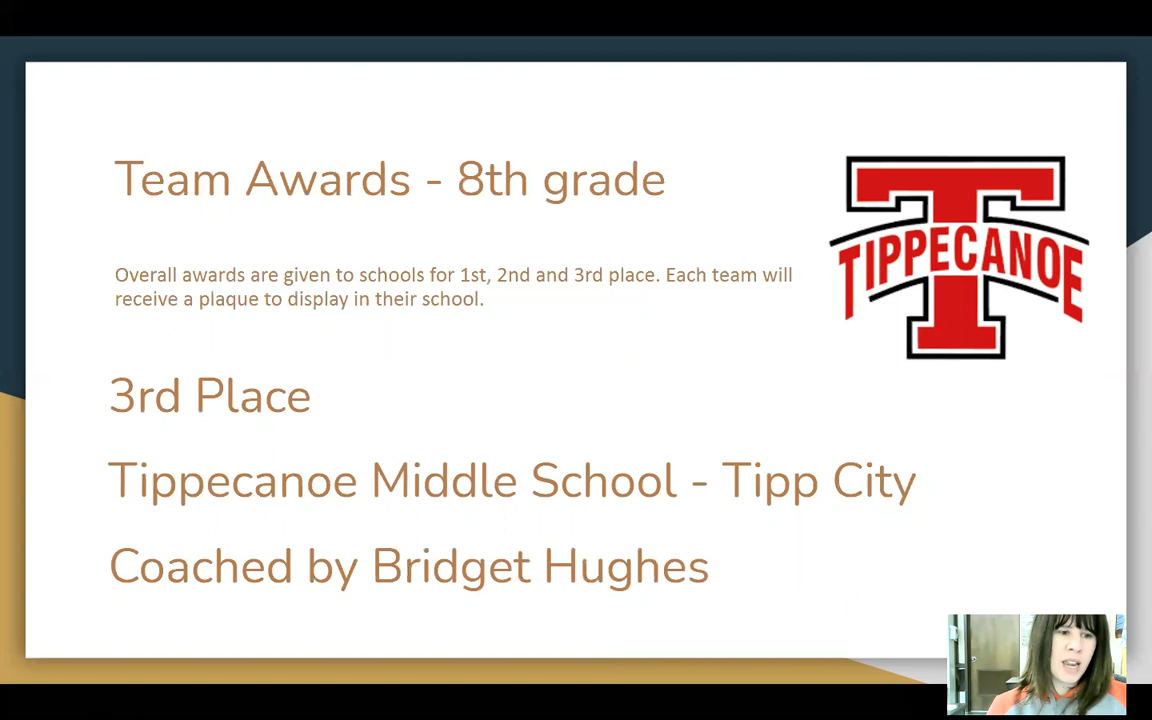 Team Awards - 8th grade
TIPPECANOE
Overall awards are given to schools for 1st, 2nd and 3rd place. Each team will
receive a plaque to display in their school.
3rd Place
Tippecanoe Middle School - Tipp City
Coached by Bridget Hughes